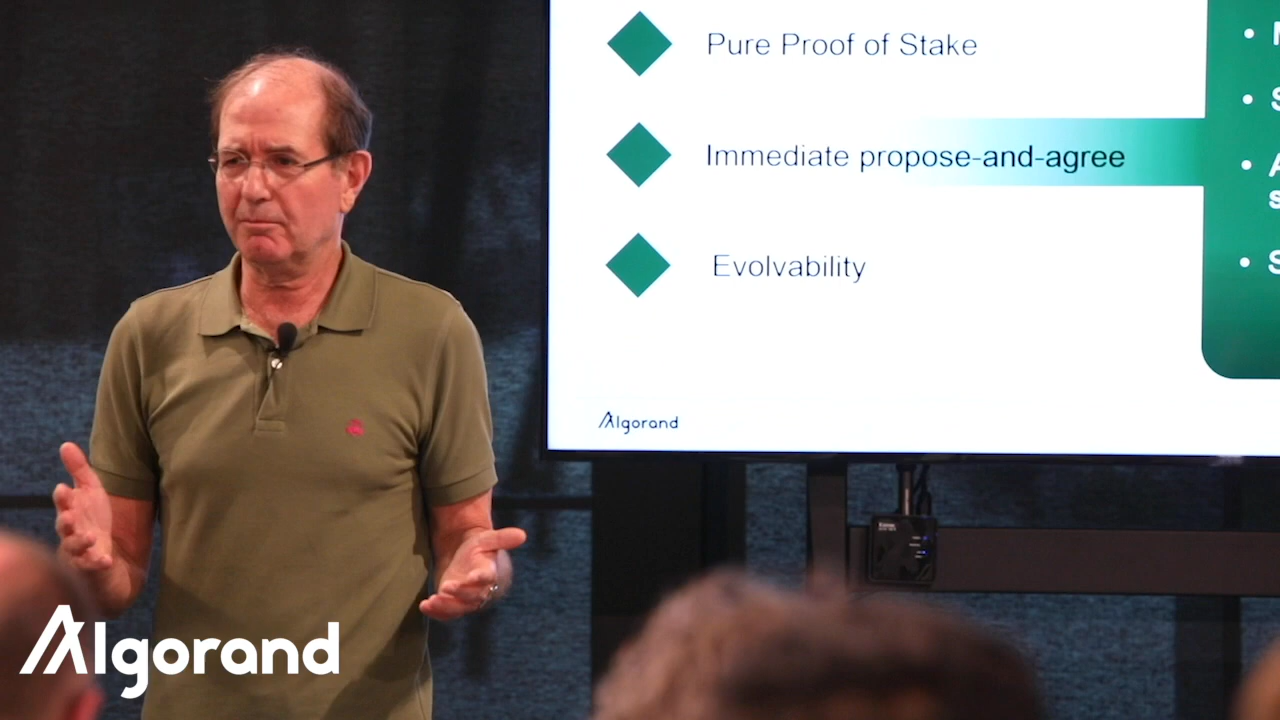 Pure Proof of Stake
Immediate propose-and-agree
Evolvability
Algorand
Algorand